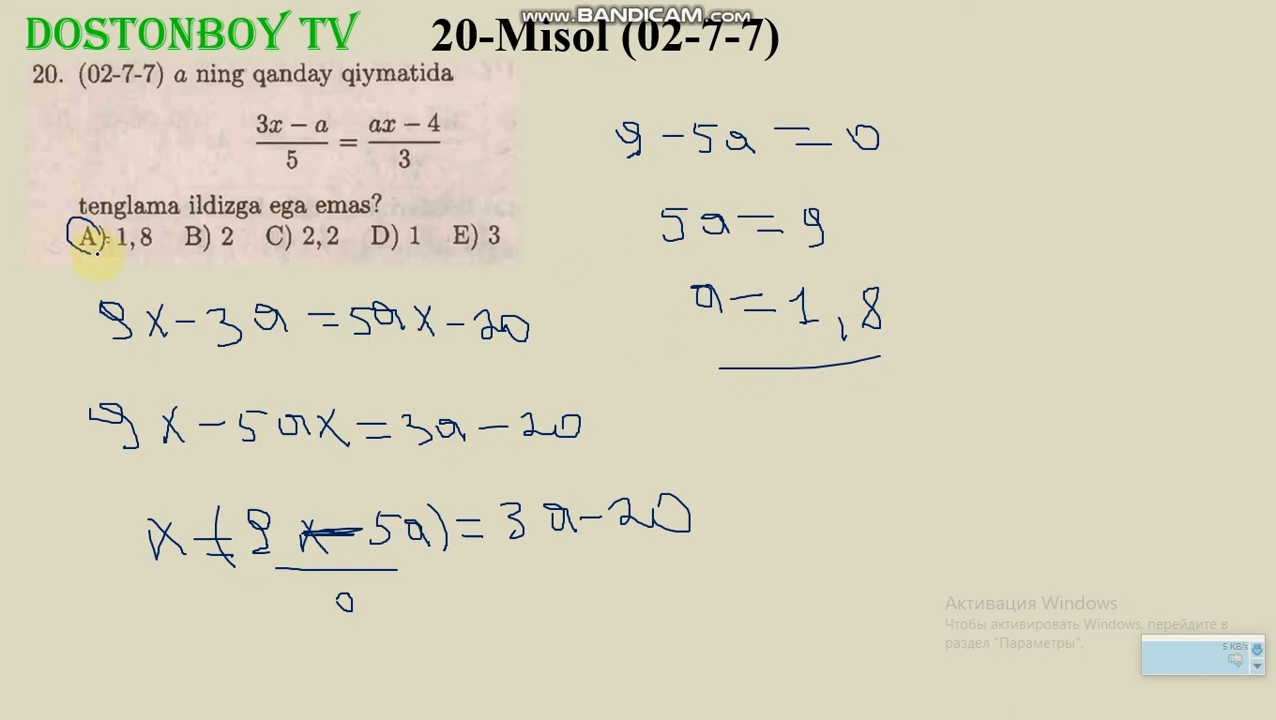 www.BANDICAM.com
DOSTONBOY TV
20-Misol (02-7-7)
20. (02-7-7) a ning qanday qiymatida
3x − a / 5 = ax − 4 / 3
tenglama ildizga ega emas?
A) 1,8 B) 2 C) 2,2 D) 1 E) 3
9x − 3a = 5ax − 20
9x − 5ax = 3a − 20
x (9 − 5a) = 3a − 20
0
9 − 5a = 0
5a = 9
a = 1,8
Активация Windows
Чтобы активировать Windows, перейдите в
раздел "Параметры".
5 KB/s